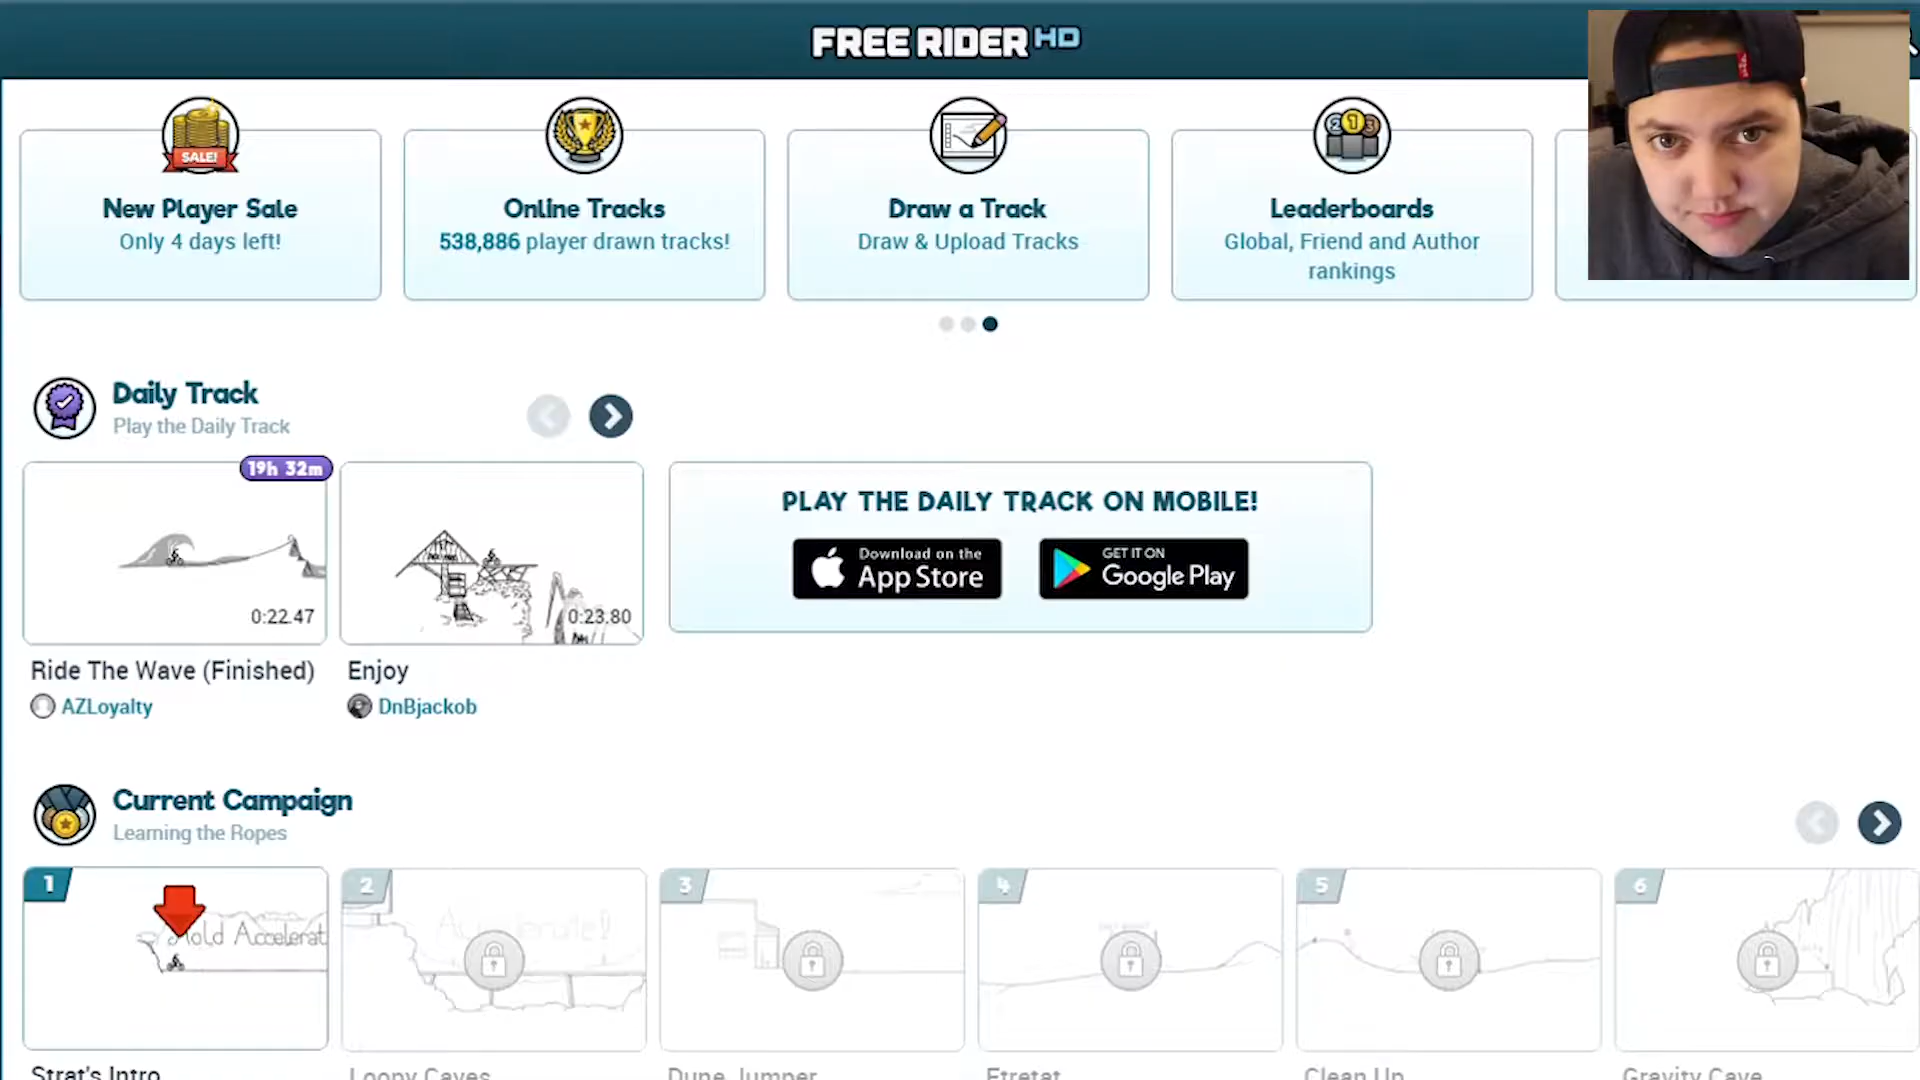 FREE RIDER HD
SALE!
New Player Sale
Only 4 days left!
Online Tracks
538,886 player drawn tracks!
Draw a Track
Draw & Upload Tracks
Leaderboards
Global, Friend and Author
rankings
Daily Track
Play the Daily Track
19h 32m
0:22.47
Ride The Wave (Finished)
AZLoyalty
0:23.80
Enjoy
DnBjackob
PLAY THE DAILY TRACK ON MOBILE!
Download on the
App Store
GET IT ON
Google Play
Current Campaign
Learning the Ropes
1
Hold Accelerat
Strat's Intro
2
Accelerate!
Loopy Caves
3
Dune Jumper
4
Etretat
5
Clean Up
6
Gravity Cave